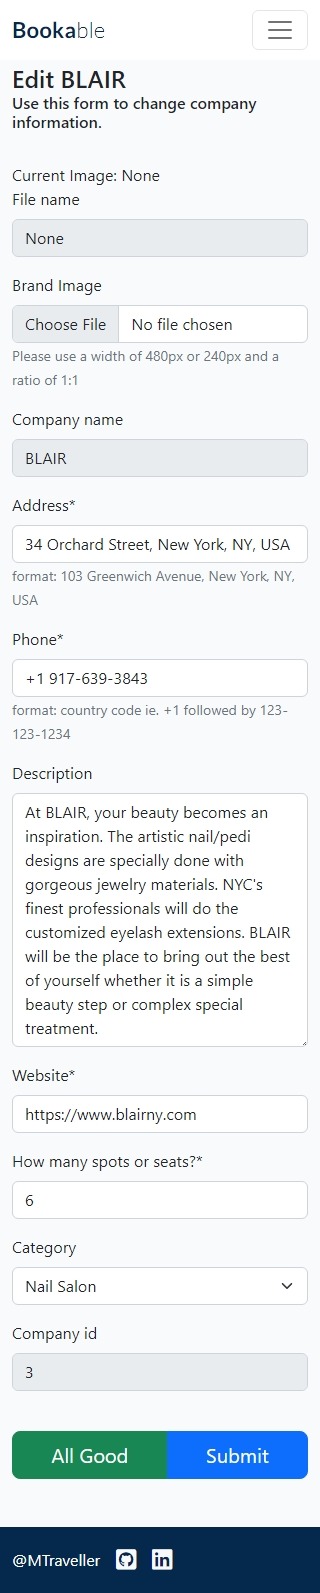 Bookable
Edit BLAIR
Use this form to change company
information.
Current Image: None
File name
None
Brand Image
Choose File No file chosen
Please use a width of 480px or 240px and a
ratio of 1:1
Company name
BLAIR
Address*
34 Orchard Street, New York, NY, USA
format: 103 Greenwich Avenue, New York, NY,
USA
Phone*
+1 917-639-3843
format: country code ie. +1 followed by 123-
123-1234
Description
At BLAIR, your beauty becomes an
inspiration. The artistic nail/pedi
designs are specially done with
gorgeous jewelry materials. NYC's
finest professionals will do the
customized eyelash extensions. BLAIR
will be the place to bring out the best
of yourself whether it is a simple
beauty step or complex special
treatment.
Website*
https://www.blairny.com
How many spots or seats?*
6
Category
Nail Salon
Company id
3
All Good Submit
@MTraveller